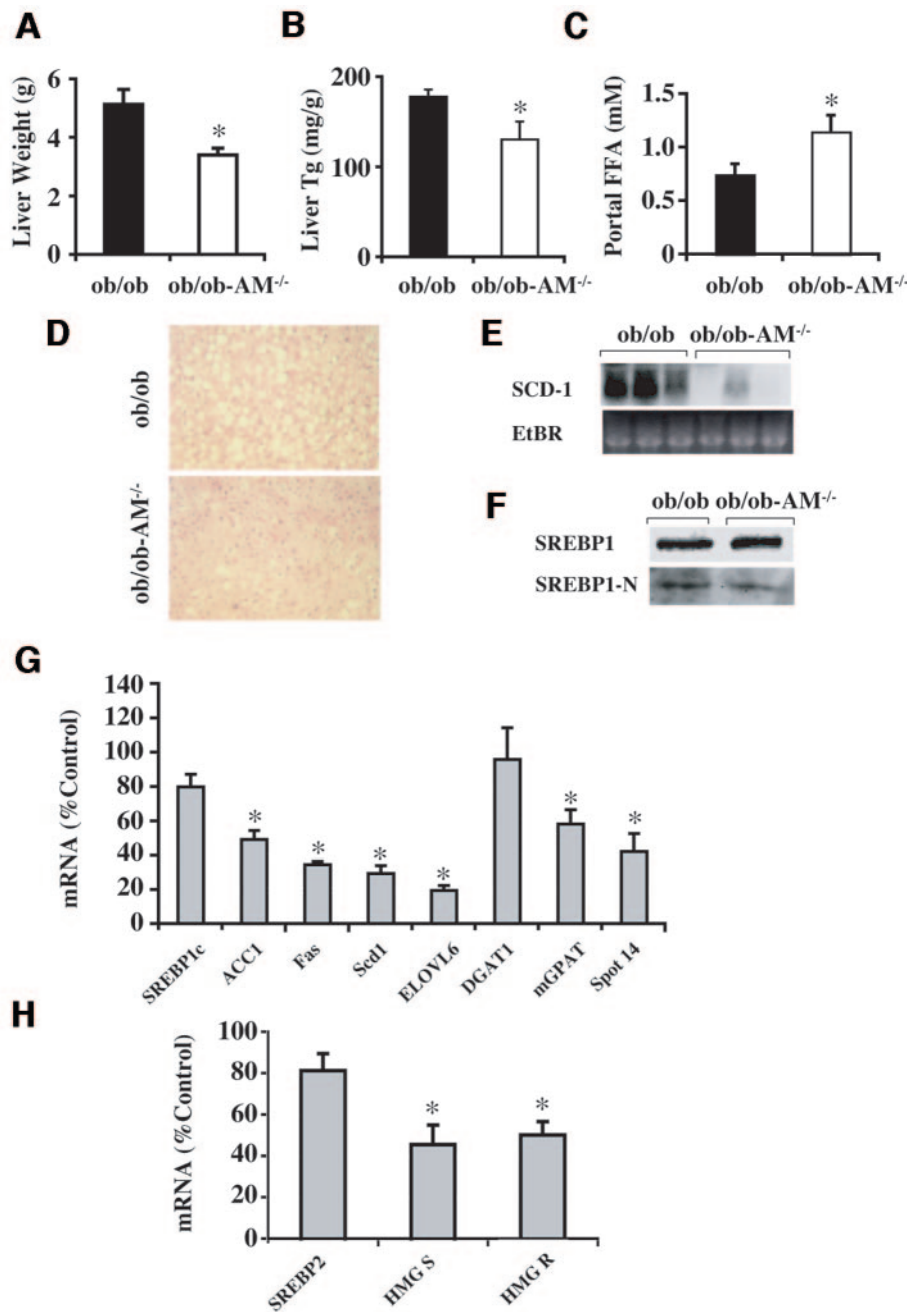 A
Liver Weight (g)
6
4
2
0
*
ob/ob
ob/ob-AM-/-
B
Liver Tg (mg/g)
200
100
0
*
ob/ob
ob/ob-AM-/-
C
Portal FFA (mM)
1.5
1.0
0.5
0
*
ob/ob
ob/ob-AM-/-
D
ob/ob
ob/ob-AM-/-
E
ob/ob ob/ob-AM-/-
SCD-1
EtBR
F
ob/ob ob/ob-AM-/-
SREBP1
SREBP1-N
G
mRNA (%Control)
140
120
100
80
60
40
20
0
* * * * * *
SREBP1c
ACC1
Fas
Scd1
ELOVL6
DGAT1
mGPAT
Spot 14
H
mRNA (%Control)
100
80
60
40
20
0
* *
SREBP2
HMG S
HMG R